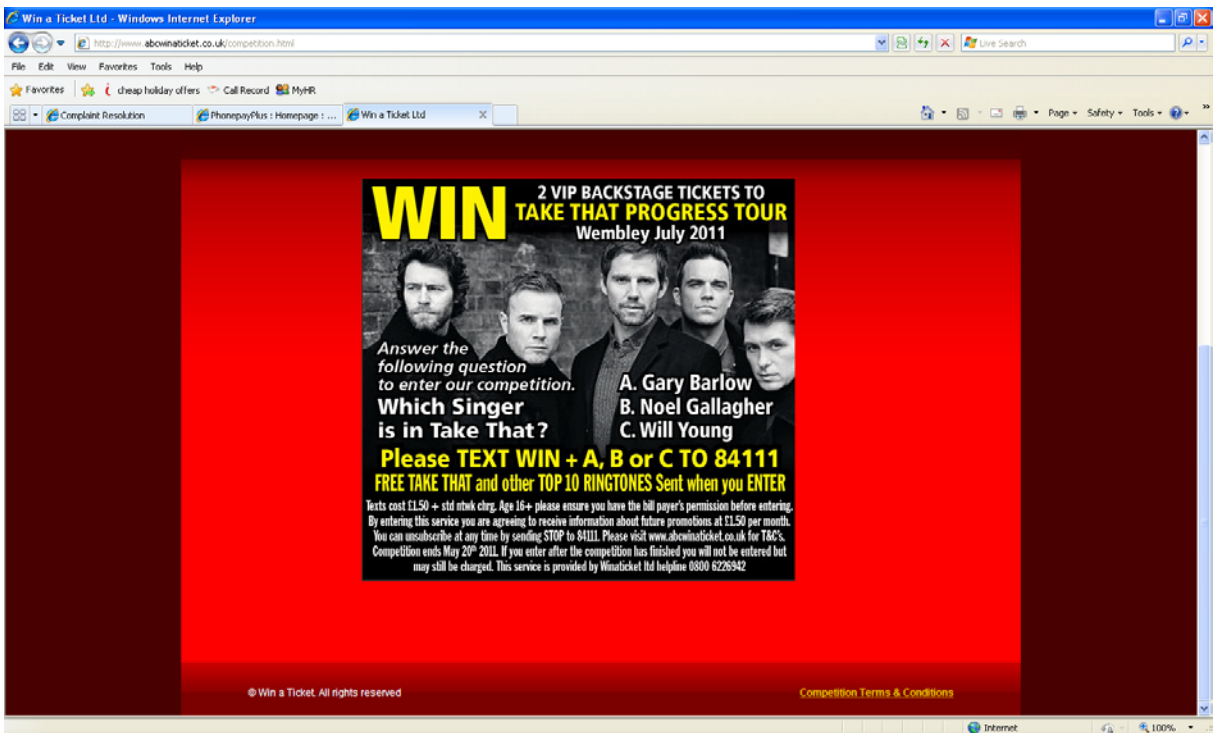 Win a Ticket Ltd - Windows Internet Explorer
http://www.abcwinaticket.co.uk/competition.html
Live Search
File Edit View Favorites Tools Help
Favorites cheap holiday offers Call Record MyHR
Complaint Resolution PhonepayPlus : Homepage : ... Win a Ticket Ltd X Page Safety Tools
WIN
2 VIP BACKSTAGE TICKETS TO
TAKE THAT PROGRESS TOUR
Wembley July 2011
Answer the
following question
to enter our competition.
Which Singer
is in Take That?
A. Gary Barlow
B. Noel Gallagher
C. Will Young
Please TEXT WIN + A, B or C TO 84111
FREE TAKE THAT and other TOP 10 RINGTONES Sent when you ENTER
Texts cost £1.50 + std ntwk chrg. Age 16+ please ensure you have the bill payer's permission before entering.
By entering this service you are agreeing to receive information about future promotions at £1.50 per month.
You can unsubscribe at any time by sending STOP to 84111. Please visit www.abcwinaticket.co.uk for T&C's.
Competition ends May 20th 2011. If you enter after the competition has finished you will not be entered but
may still be charged. This service is provided by Winaticket ltd helpline 0800 6226942
© Win a Ticket. All rights reserved
Competition Terms & Conditions
Internet 100%